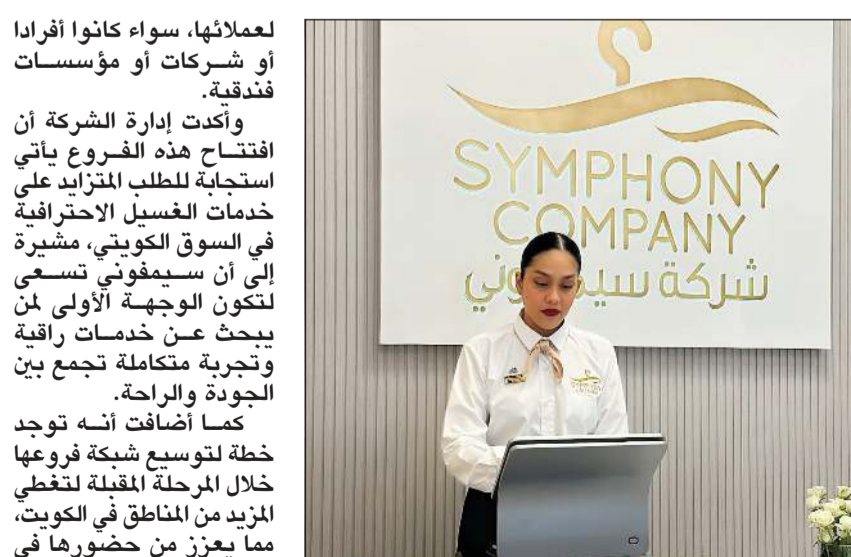 لعملائها، سواء كانوا أفرادا
أو شركات أو مؤسسات
فندقية.
وأكدت إدارة الشركة أن
افتتاح هذه الفروع يأتي
استجابة للطلب المتزايد على
خدمات الغسيل الاحترافية
في السوق الكويتي، مشيرة
إلى أن سيمفوني تسعى
لتكون الوجهة الأولى لمن
يبحث عن خدمات راقية
وتجربة متكاملة تجمع بين
الجودة والراحة.
كما أضافت أنه توجد
خطة لتوسيع شبكة فروعها
خلال المرحلة المقبلة لتغطي
المزيد من المناطق في الكويت،
مما يعزز من حضورها في
SYMPHONY
COMPANY
شركة سيمفوني
SYMPHONY